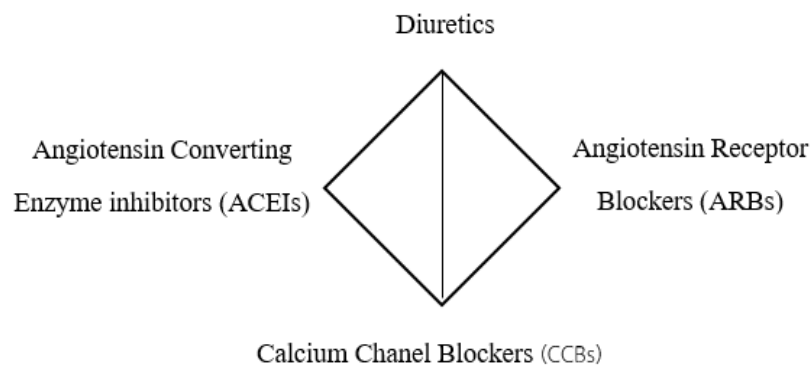 Diuretics
Angiotensin Converting
Enzyme inhibitors (ACEIs)
Angiotensin Receptor
Blockers (ARBs)
Calcium Chanel Blockers (CCBs)